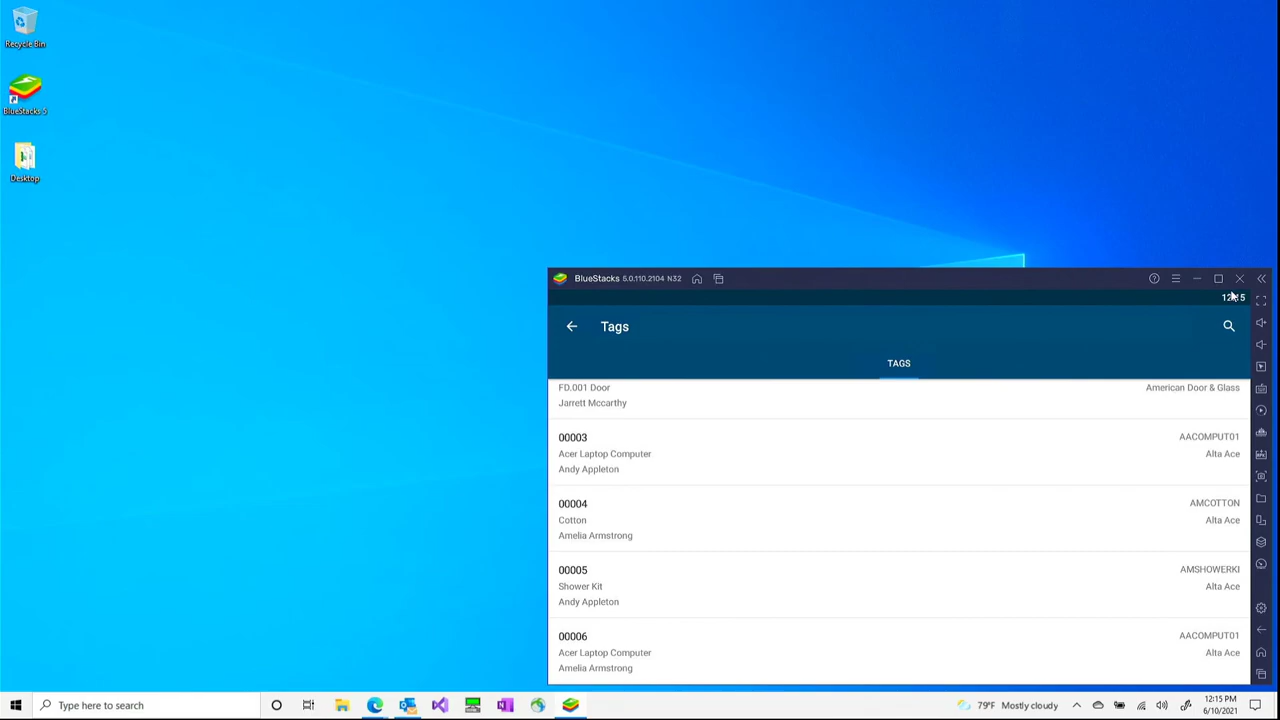 Recycle Bin
BlueStacks 5
Desktop
BlueStacks 5.0.110.2104 N32
Tags
TAGS
FD.001 Door American Door & Glass
Jarrett Mccarthy
00003 AACOMPUT01
Acer Laptop Computer Alta Ace
Andy Appleton
00004 AMCOTTON
Cotton Alta Ace
Amelia Armstrong
00005 AMSHOWERKI
Shower Kit Alta Ace
Andy Appleton
00006 AACOMPUT01
Acer Laptop Computer Alta Ace
Amelia Armstrong
Type here to search
79°F Mostly cloudy
12:15 PM
6/10/2021